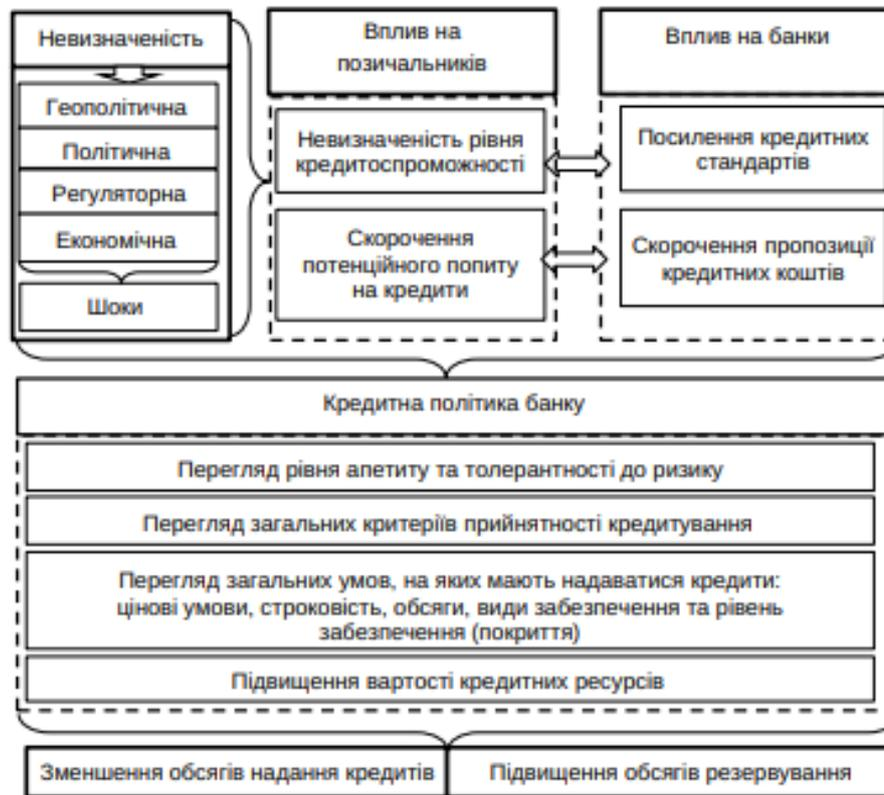 Невизначеність
Геополітична
Політична
Регуляторна
Економічна
Шоки
Вплив на
позичальників
Невизначеність рівня
кредитоспроможності
Скорочення
потенційного попиту
на кредити
Вплив на банки
Посилення кредитних
стандартів
Скорочення пропозиції
кредитних коштів
Кредитна політика банку
Перегляд рівня апетиту та толерантності до ризику
Перегляд загальних критеріїв прийнятності кредитування
Перегляд загальних умов, на яких мають надаватися кредити:
цінові умови, строковість, обсяги, види забезпечення та рівень
забезпечення (покриття)
Підвищення вартості кредитних ресурсів
Зменшення обсягів надання кредитів
Підвищення обсягів резервування